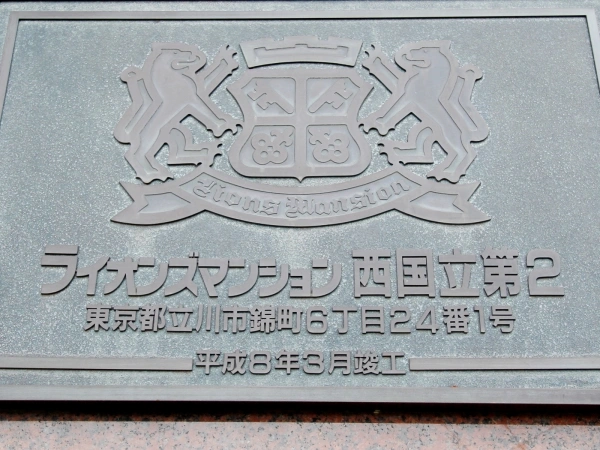 Lions Mansion
ライオンズマンション 西国立第2
東京都立川市錦町6丁目24番1号
平成8年3月竣工